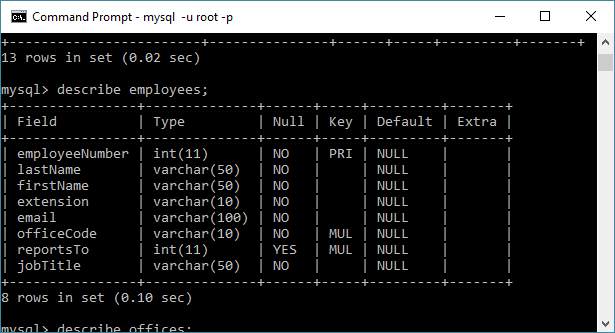 Command Prompt - mysql  -u root -p
+---------------------+---------------+------+-----+---------+-------+
13 rows in set (0.02 sec)
mysql> describe employees;
+----------------+--------------+------+-----+---------+-------+
| Field          | Type         | Null | Key | Default | Extra |
+----------------+--------------+------+-----+---------+-------+
| employeeNumber | int(11)      | NO   | PRI | NULL    |       |
| lastName       | varchar(50)  | NO   |     | NULL    |       |
| firstName      | varchar(50)  | NO   |     | NULL    |       |
| extension      | varchar(10)  | NO   |     | NULL    |       |
| email          | varchar(100) | NO   |     | NULL    |       |
| officeCode     | varchar(10)  | NO   | MUL | NULL    |       |
| reportsTo      | int(11)      | YES  | MUL | NULL    |       |
| jobTitle       | varchar(50)  | NO   |     | NULL    |       |
+----------------+--------------+------+-----+---------+-------+
8 rows in set (0.10 sec)
mysql> describe offices;